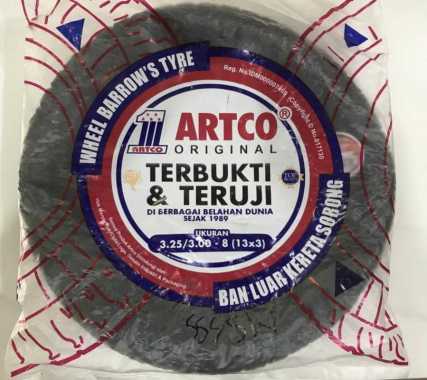 WHEEL BARROW'S TYRE
1
ARTCO
ARTCO®
ORIGINAL
TERBUKTI
& TERUJI
DI BERBAGAI BELAHAN DUNIA
SEJAK 1989
UKURAN
3.25/3.00 - 8 (13x3)
BAN LUAR KERETA SORONG